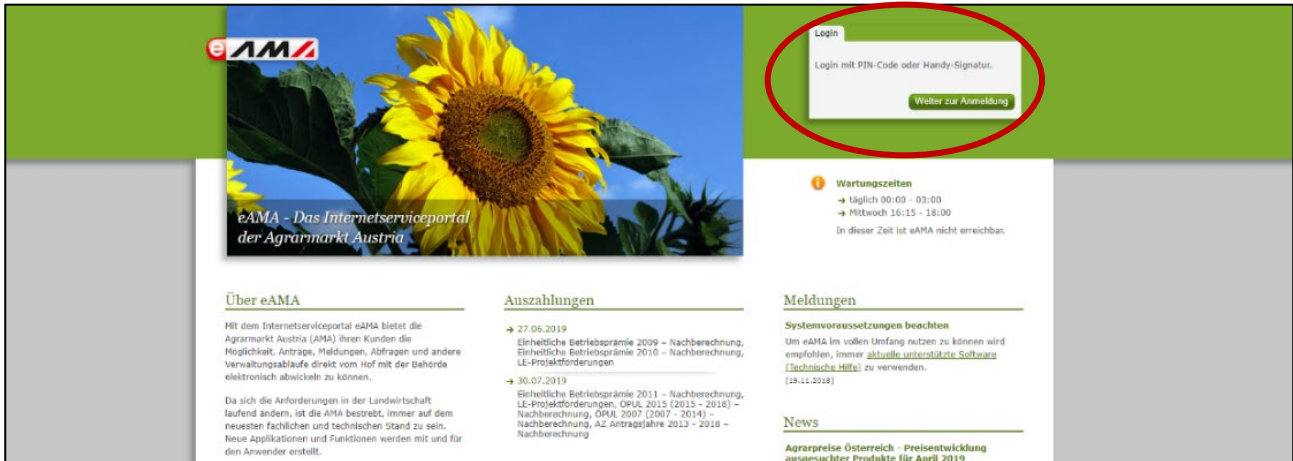 eAMA
Login
Login mit PIN-Code oder Handy-Signatur.
Weiter zur Anmeldung
eAMA - Das Internetserviceportal
der Agrarmarkt Austria
Wartungszeiten
→ täglich 00:00 - 03:00
→ Mittwoch 16:15 - 18:00
In dieser Zeit ist eAMA nicht erreichbar.
Über eAMA
Mit dem Internetserviceportal eAMA bietet die
Agrarmarkt Austria (AMA) ihren Kunden die
Möglichkeit, Anträge, Meldungen, Abfragen und andere
Verwaltungsabläufe direkt vom Hof mit der Behörde
elektronisch abwickeln zu können.
Da sich die Anforderungen in der Landwirtschaft
laufend ändern, ist die AMA bestrebt, immer auf dem
neuesten fachlichen und technischen Stand zu sein.
Neue Applikationen und Funktionen werden mit und für
den Anwender erstellt.
Auszahlungen
→ 27.06.2019
Einheitliche Betriebsprämie 2009 – Nachberechnung,
Einheitliche Betriebsprämie 2010 – Nachberechnung,
LE-Projektförderungen
→ 30.07.2019
Einheitliche Betriebsprämie 2011 – Nachberechnung,
LE-Projektförderungen, ÖPUL 2015 (2015 - 2018) –
Nachberechnung, ÖPUL 2007 (2007 - 2014) –
Nachberechnung, AZ Antragsjahre 2013 - 2018 –
Nachberechnung
Meldungen
Systemvoraussetzungen beachten
Um eAMA im vollen Umfang nutzen zu können wird
empfohlen, immer aktuelle unterstützte Software
(Technische Hilfe) zu verwenden.
[19.11.2018]
News
Agrarpreise Österreich - Preisentwicklung
ausgesuchter Produkte für April 2019